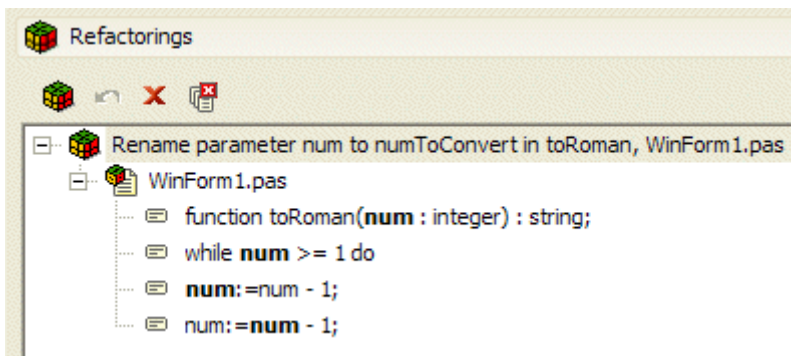 Refactorings
Rename parameter num to numToConvert in toRoman, WinForm1.pas
WinForm1.pas
function toRoman(num : integer) : string;
while num >= 1 do
num:=num - 1;
num:=num - 1;